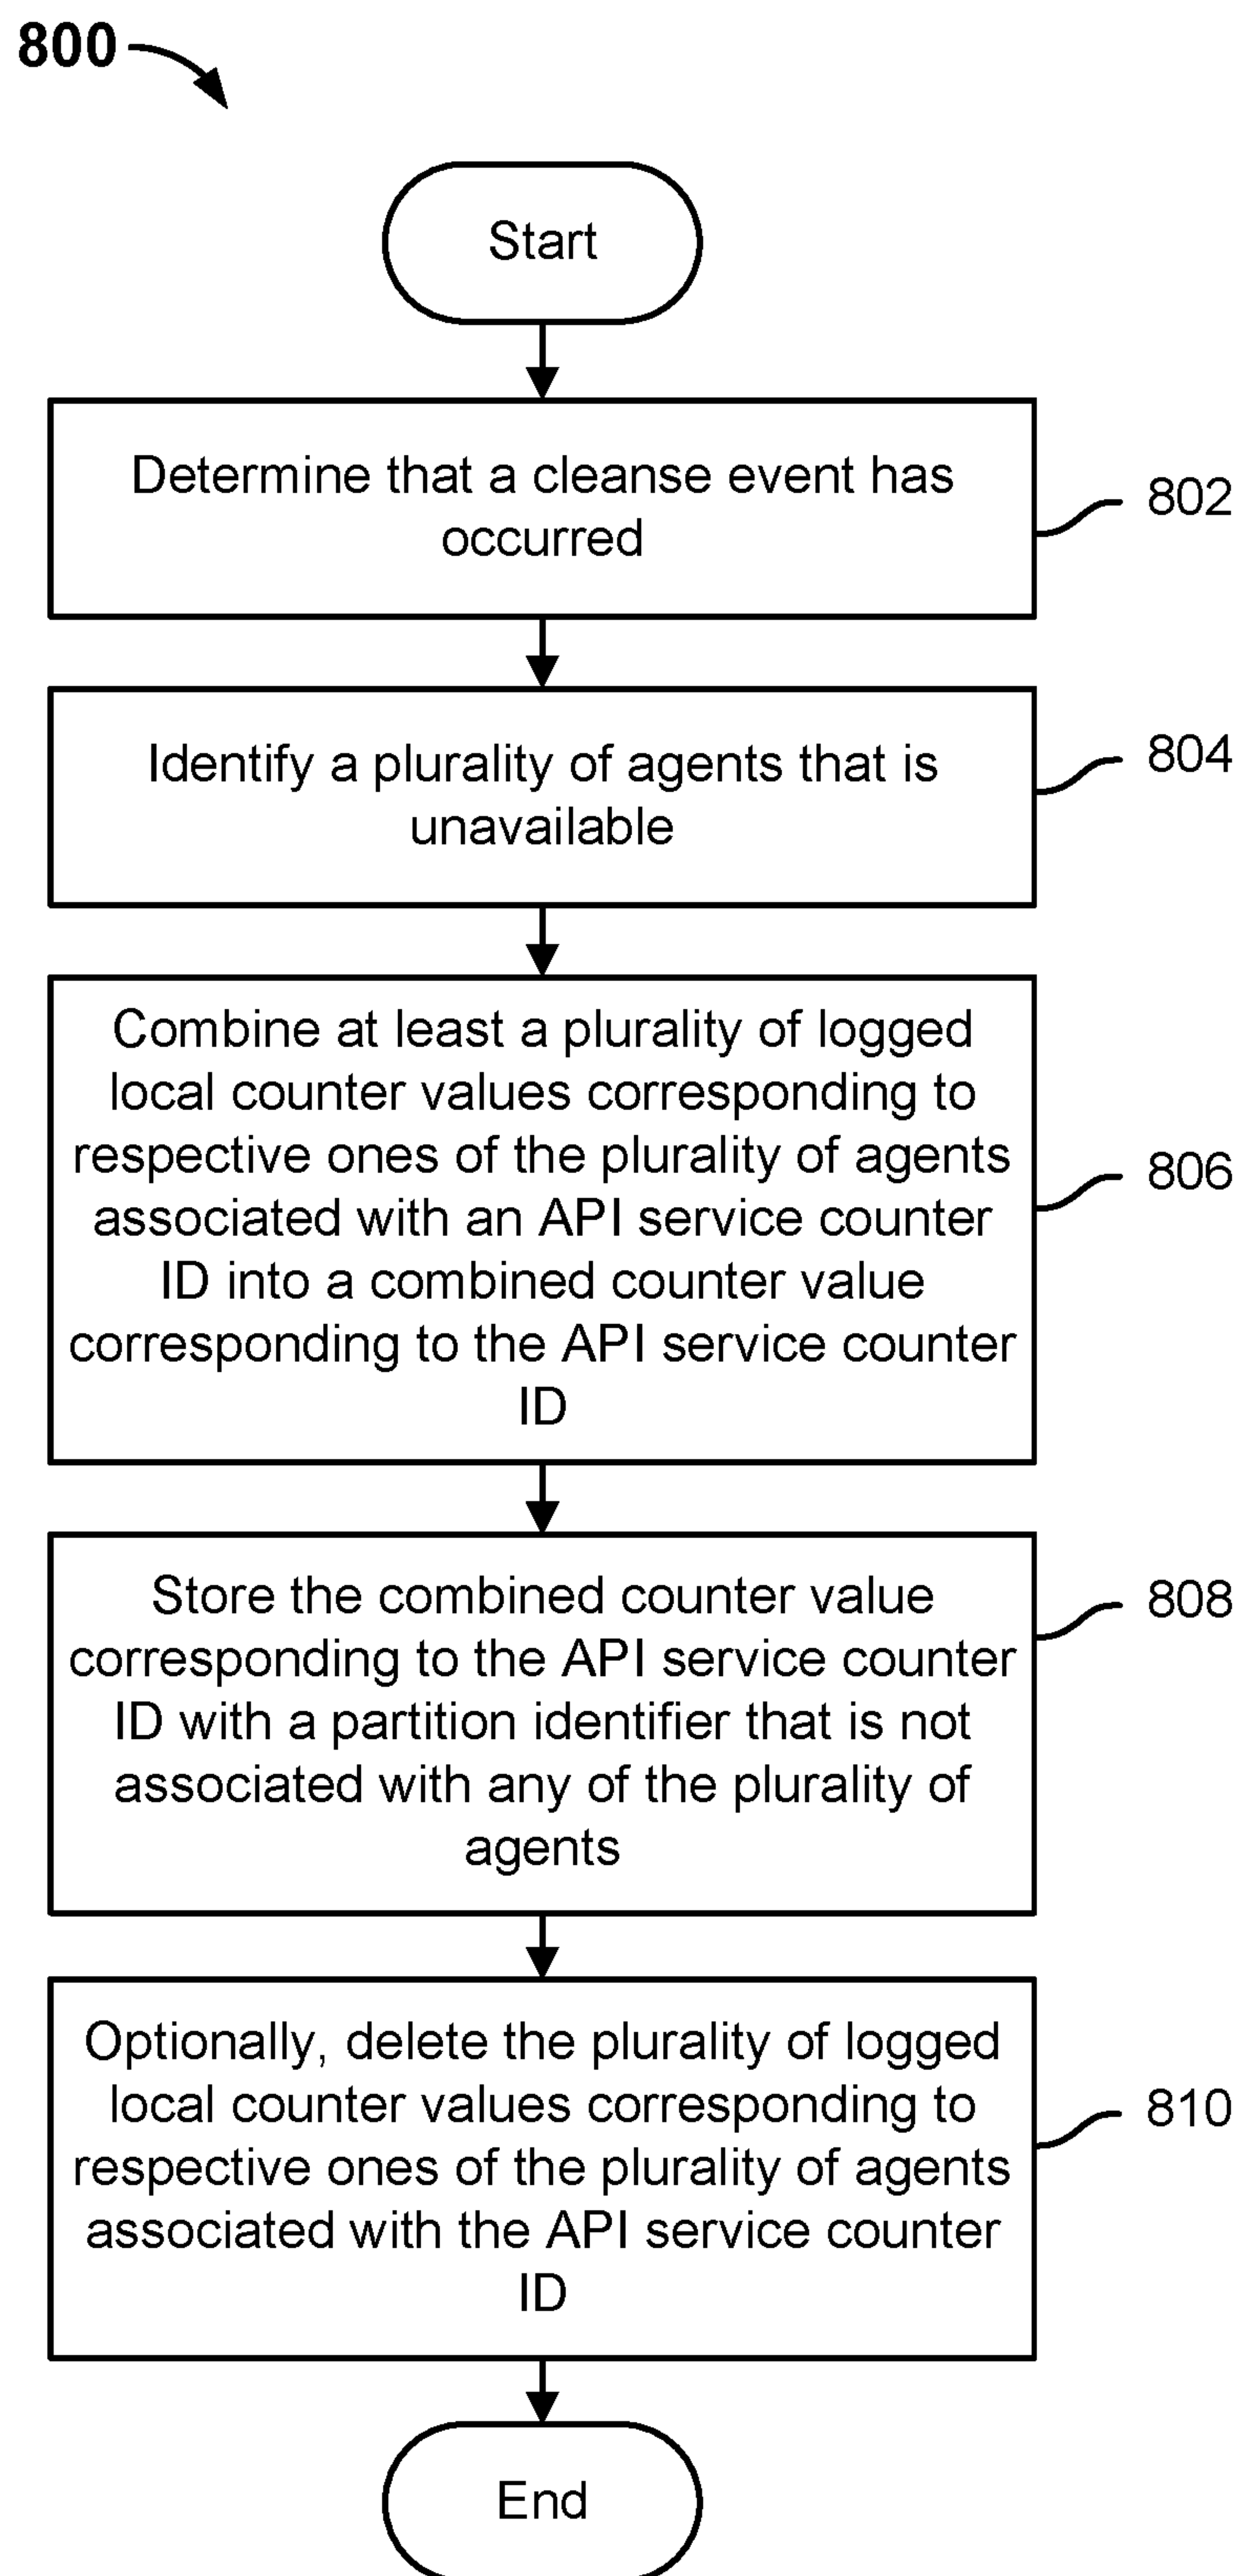 800
Start
Determine that a cleanse event has
occurred
802
Identify a plurality of agents that is
unavailable
804
Combine at least a plurality of logged
local counter values corresponding to
respective ones of the plurality of agents
associated with an API service counter
ID into a combined counter value
corresponding to the API service counter
ID
806
Store the combined counter value
corresponding to the API service counter
ID with a partition identifier that is not
associated with any of the plurality of
agents
808
Optionally, delete the plurality of logged
local counter values corresponding to
respective ones of the plurality of agents
associated with the API service counter
ID
810
End